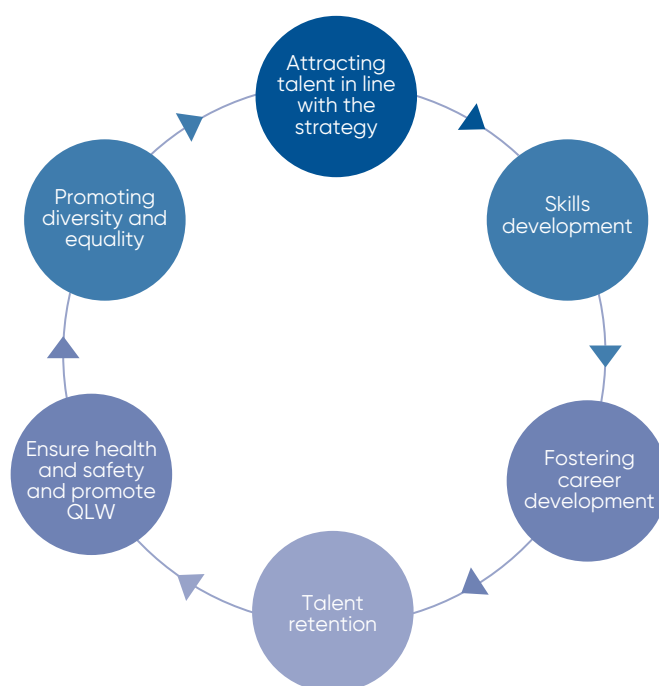 Attracting
talent in line
with the
strategy
Skills
development
Fostering
career
development
Talent
retention
Ensure health
and safety
and promote
QLW
Promoting
diversity and
equality